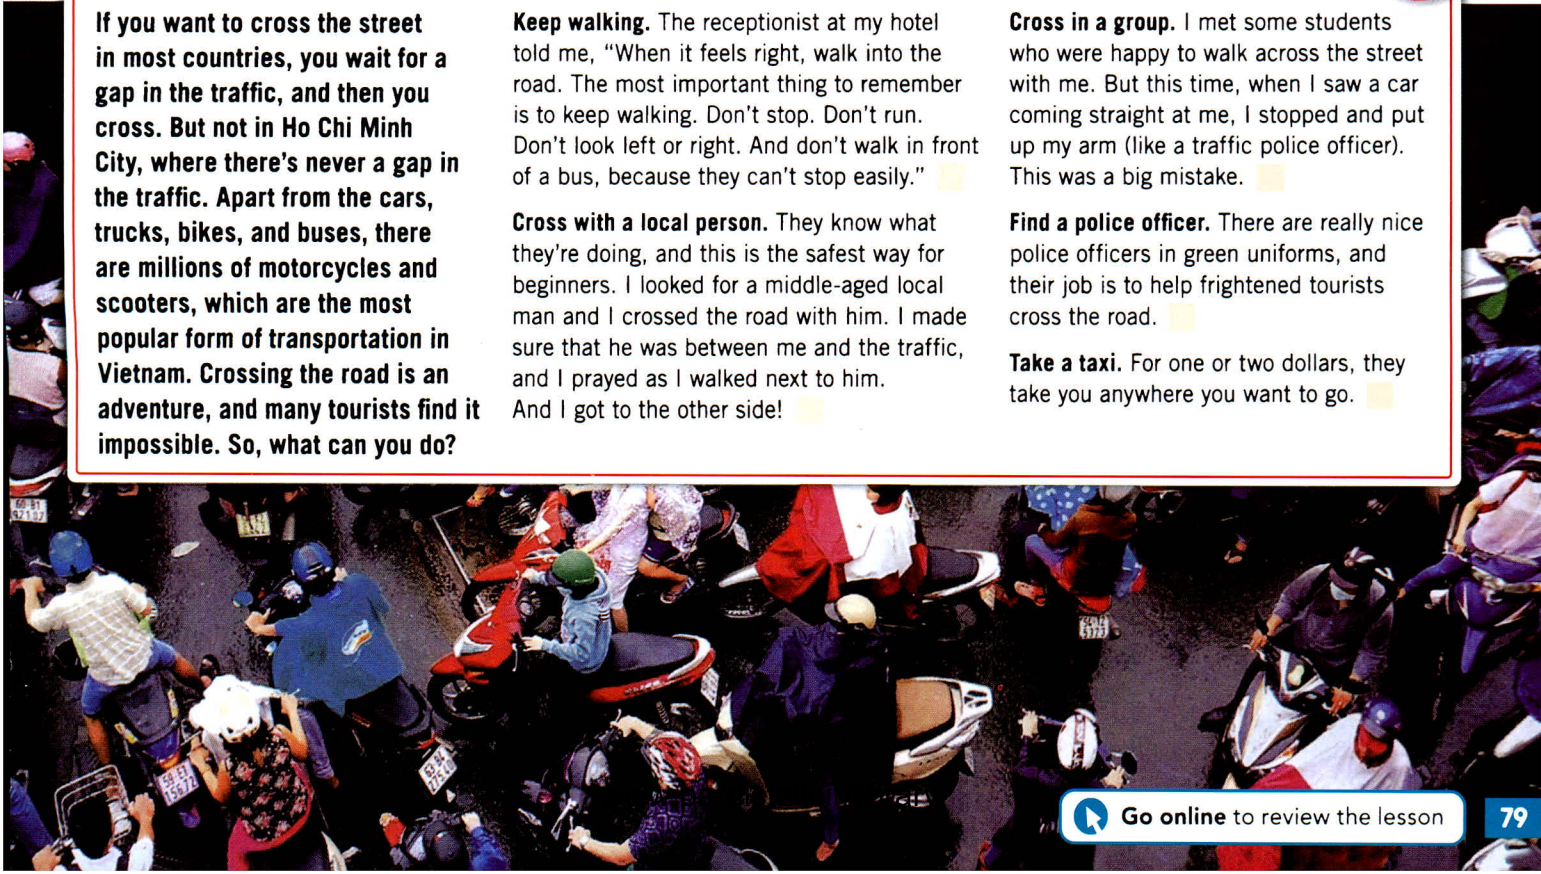 If you want to cross the street
in most countries, you wait for a
gap in the traffic, and then you
cross. But not in Ho Chi Minh
City, where there's never a gap in
the traffic. Apart from the cars,
trucks, bikes, and buses, there
are millions of motorcycles and
scooters, which are the most
popular form of transportation in
Vietnam. Crossing the road is an
adventure, and many tourists find it
impossible. So, what can you do?
Keep walking. The receptionist at my hotel
told me, “When it feels right, walk into the
road. The most important thing to remember
is to keep walking. Don't stop. Don't run.
Don't look left or right. And don't walk in front
of a bus, because they can't stop easily.”
Cross with a local person. They know what
they're doing, and this is the safest way for
beginners. I looked for a middle-aged local
man and I crossed the road with him. I made
sure that he was between me and the traffic,
and I prayed as I walked next to him.
And I got to the other side!
Cross in a group. I met some students
who were happy to walk across the street
with me. But this time, when I saw a car
coming straight at me, I stopped and put
up my arm (like a traffic police officer).
This was a big mistake.
Find a police officer. There are really nice
police officers in green uniforms, and
their job is to help frightened tourists
cross the road.
Take a taxi. For one or two dollars, they
take you anywhere you want to go.
Go online to review the lesson
79